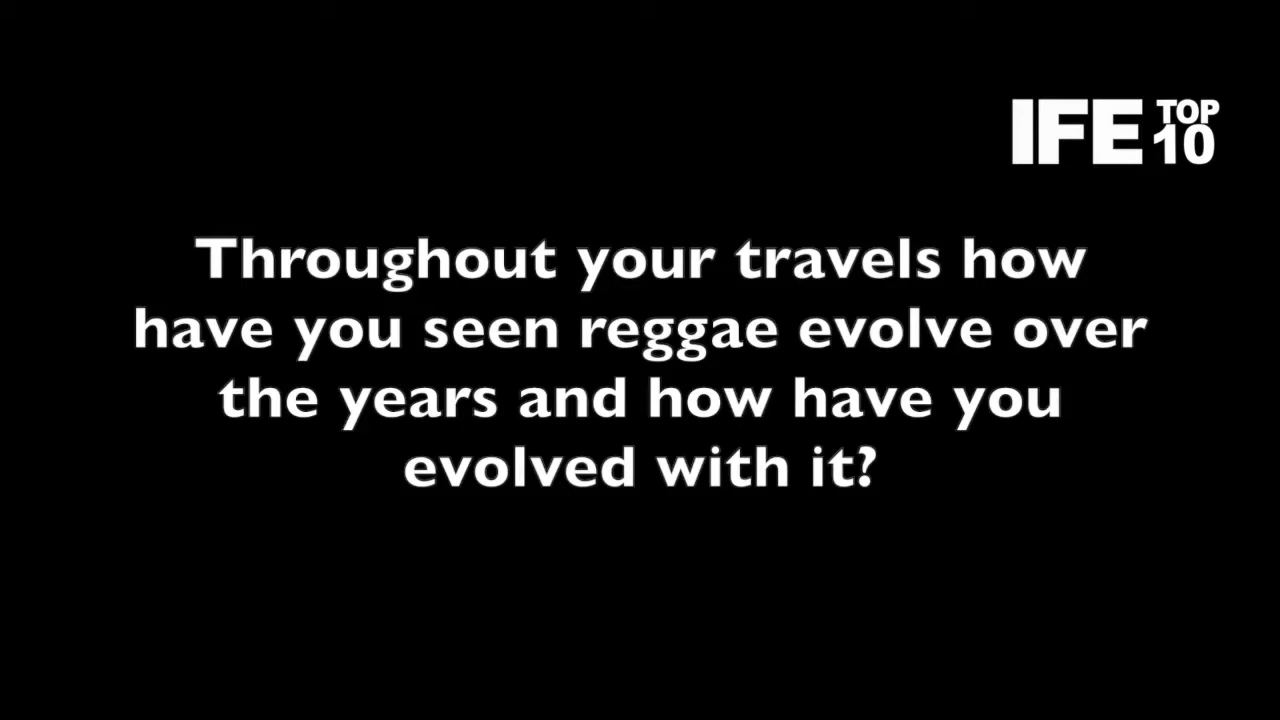 IFE TOP 10
Throughout your travels how
have you seen reggae evolve over
the years and how have you
evolved with it?